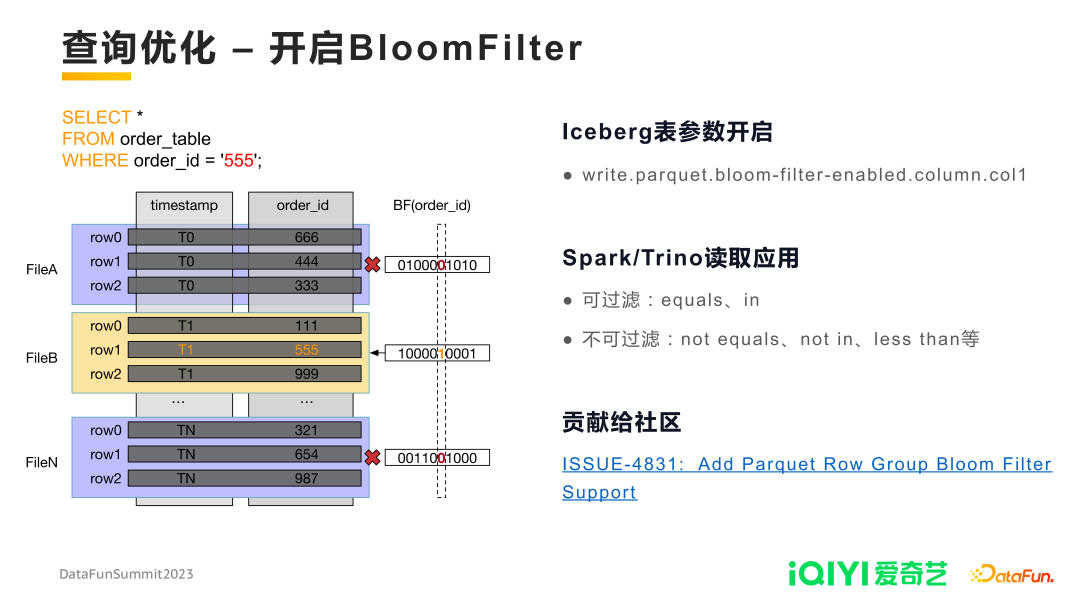 查询优化 – 开启BloomFilter
SELECT *
FROM order_table
WHERE order_id = '555';
timestamp order_id BF(order_id)
FileA
row0 T0 666
row1 T0 444 0100001010
row2 T0 333
FileB
row0 T1 111
row1 T1 555 1000010001
row2 T1 999
... ...
FileN
row0 TN 321
row1 TN 654 0011001000
row2 TN 987
Iceberg表参数开启
● write.parquet.bloom-filter-enabled.column.col1
Spark/Trino读取应用
● 可过滤：equals、in
● 不可过滤：not equals、not in、less than等
贡献给社区
ISSUE-4831: Add Parquet Row Group Bloom Filter
Support
DataFunSummit2023
iQIYI 爱奇艺
DataFun.